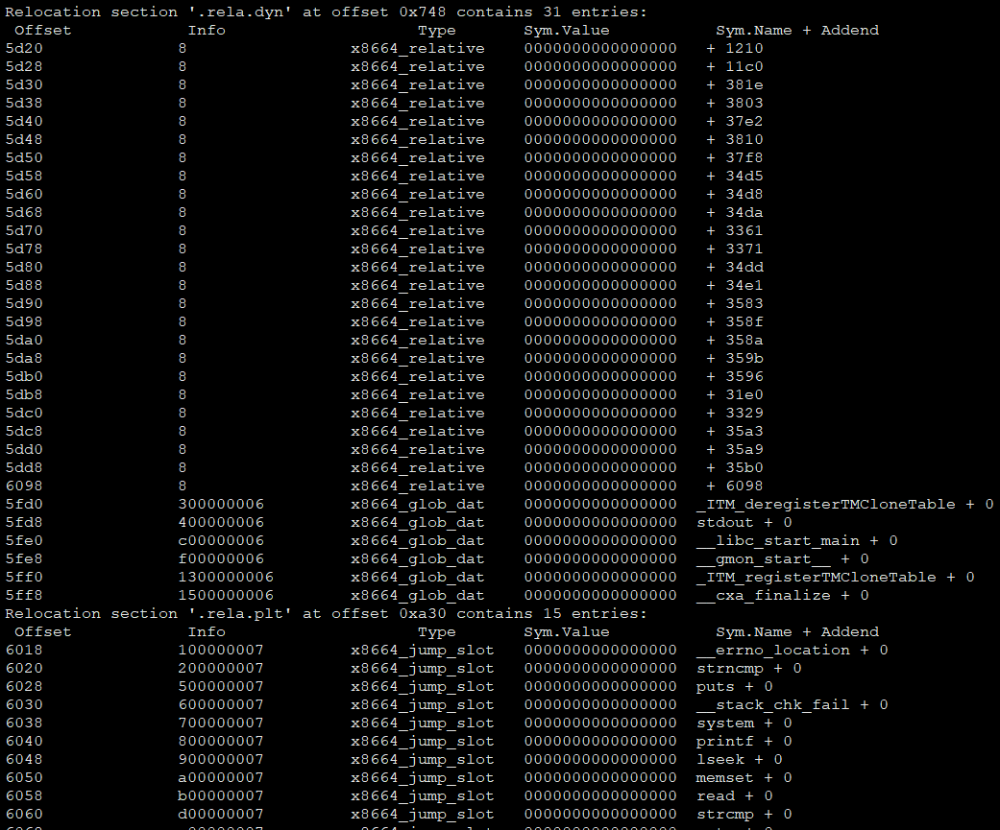 Relocation section '.rela.dyn' at offset 0x748 contains 31 entries:
Offset Info Type Sym.Value Sym.Name + Addend
5d20 8 x8664_relative 0000000000000000 + 1210
5d28 8 x8664_relative 0000000000000000 + 11c0
5d30 8 x8664_relative 0000000000000000 + 381e
5d38 8 x8664_relative 0000000000000000 + 3803
5d40 8 x8664_relative 0000000000000000 + 37e2
5d48 8 x8664_relative 0000000000000000 + 3810
5d50 8 x8664_relative 0000000000000000 + 37f8
5d58 8 x8664_relative 0000000000000000 + 34d5
5d60 8 x8664_relative 0000000000000000 + 34d8
5d68 8 x8664_relative 0000000000000000 + 34da
5d70 8 x8664_relative 0000000000000000 + 3361
5d78 8 x8664_relative 0000000000000000 + 3371
5d80 8 x8664_relative 0000000000000000 + 34dd
5d88 8 x8664_relative 0000000000000000 + 34e1
5d90 8 x8664_relative 0000000000000000 + 3583
5d98 8 x8664_relative 0000000000000000 + 358f
5da0 8 x8664_relative 0000000000000000 + 358a
5da8 8 x8664_relative 0000000000000000 + 359b
5db0 8 x8664_relative 0000000000000000 + 3596
5db8 8 x8664_relative 0000000000000000 + 31e0
5dc0 8 x8664_relative 0000000000000000 + 3329
5dc8 8 x8664_relative 0000000000000000 + 35a3
5dd0 8 x8664_relative 0000000000000000 + 35a9
5dd8 8 x8664_relative 0000000000000000 + 35b0
6098 8 x8664_relative 0000000000000000 + 6098
5fd0 300000006 x8664_glob_dat 0000000000000000 _ITM_deregisterTMCloneTable + 0
5fd8 400000006 x8664_glob_dat 0000000000000000 stdout + 0
5fe0 c00000006 x8664_glob_dat 0000000000000000 __libc_start_main + 0
5fe8 f00000006 x8664_glob_dat 0000000000000000 __gmon_start__ + 0
5ff0 1300000006 x8664_glob_dat 0000000000000000 _ITM_registerTMCloneTable + 0
5ff8 1500000006 x8664_glob_dat 0000000000000000 __cxa_finalize + 0
Relocation section '.rela.plt' at offset 0xa30 contains 15 entries:
Offset Info Type Sym.Value Sym.Name + Addend
6018 100000007 x8664_jump_slot 0000000000000000 __errno_location + 0
6020 200000007 x8664_jump_slot 0000000000000000 strncmp + 0
6028 500000007 x8664_jump_slot 0000000000000000 puts + 0
6030 600000007 x8664_jump_slot 0000000000000000 __stack_chk_fail + 0
6038 700000007 x8664_jump_slot 0000000000000000 system + 0
6040 800000007 x8664_jump_slot 0000000000000000 printf + 0
6048 900000007 x8664_jump_slot 0000000000000000 lseek + 0
6050 a00000007 x8664_jump_slot 0000000000000000 memset + 0
6058 b00000007 x8664_jump_slot 0000000000000000 read + 0
6060 d00000007 x8664_jump_slot 0000000000000000 strcmp + 0